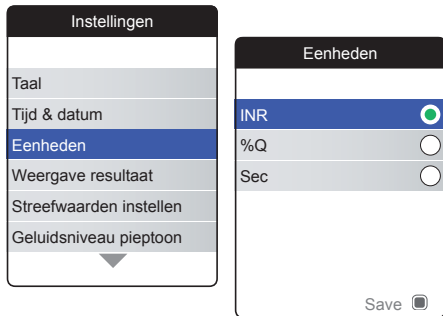 Instellingen
Taal
Tijd & datum
Eenheden
Weergave resultaat
Streefwaarden instellen
Geluidsniveau pieptoon
Eenheden
INR
%Q
Sec
Save